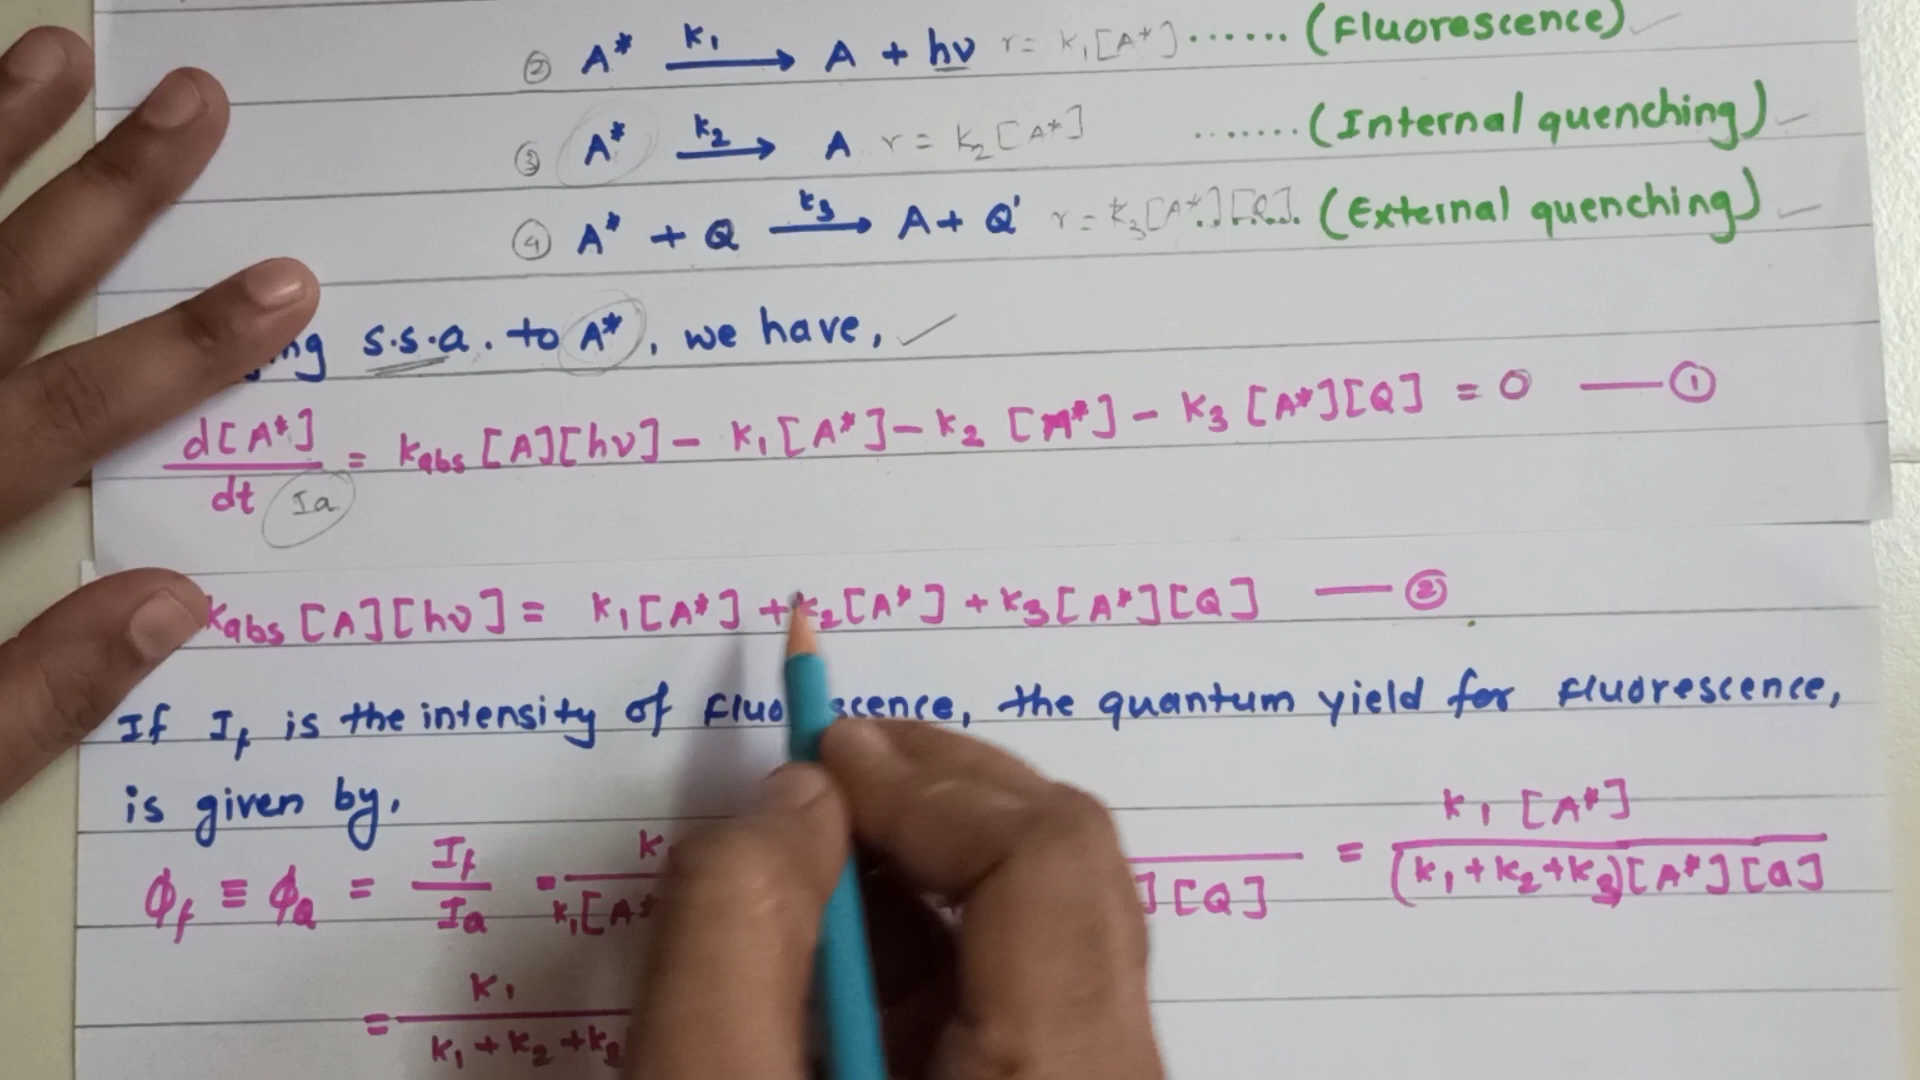 ② A* k₁ → A + hν r = k₁[A*] ...... (Fluorescence)
③ A* k₂ → A r = k₂[A*] ....... (Internal quenching)
④ A* + Q k₃ → A + Q' r = k₃[A*][Q]. (External quenching)
ng s.s.a. to A*, we have,
d[A*]/dt = kabs [A][hν] - k₁[A*] - k₂ [A*] - k₃ [A*][Q] = 0 — ①
Ia
kabs [A][hν] = k₁[A*] + k₂[A*] + k₃[A*][Q] — ②
If If is the intensity of fluo scence, the quantum yield for fluorescence,
is given by,
ϕf ≡ ϕQ = If/Ia = k / k₁[A* ][Q] = k₁[A*] / (k₁+k₂+k₃)[A*][Q]
= k₁ / k₁+k₂+k₃